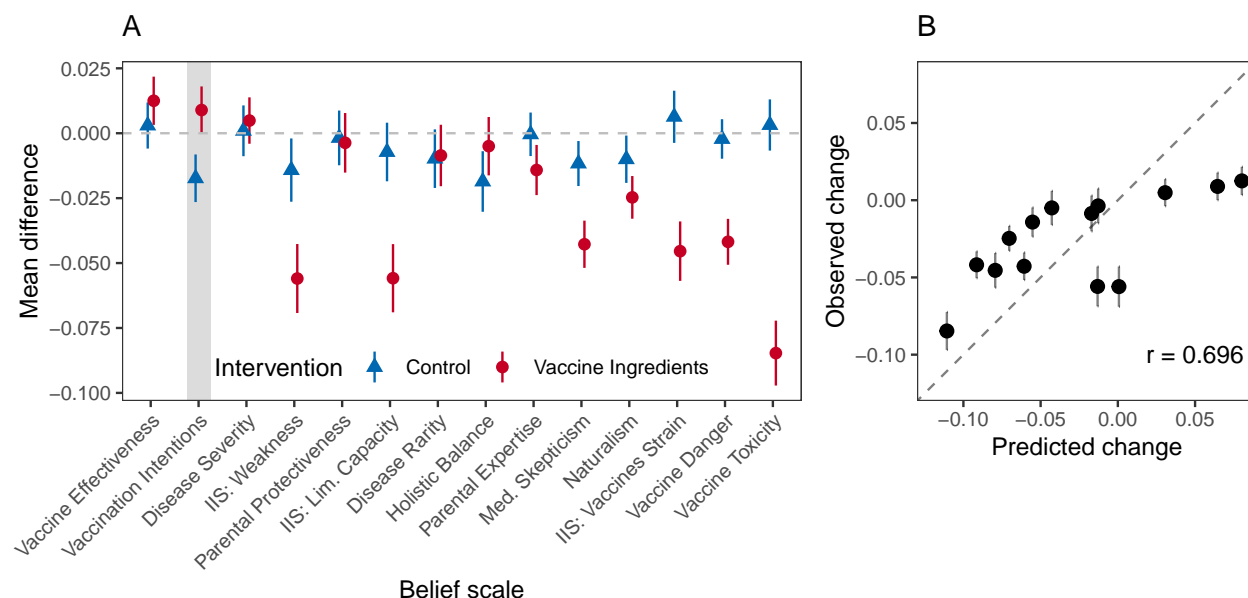 A
B
0.025
0.000
−0.025
−0.050
−0.075
−0.100
Mean difference
Intervention
Control
Vaccine Ingredients
Vaccine Effectiveness
Vaccination Intentions
Disease Severity
IIS: Weakness
Parental Protectiveness
IIS: Lim. Capacity
Disease Rarity
Holistic Balance
Parental Expertise
Med. Skepticism
Naturalism
IIS: Vaccines Strain
Vaccine Danger
Vaccine Toxicity
Belief scale
0.05
0.00
−0.05
−0.10
Observed change
r = 0.696
−0.10
−0.05
0.00
0.05
Predicted change